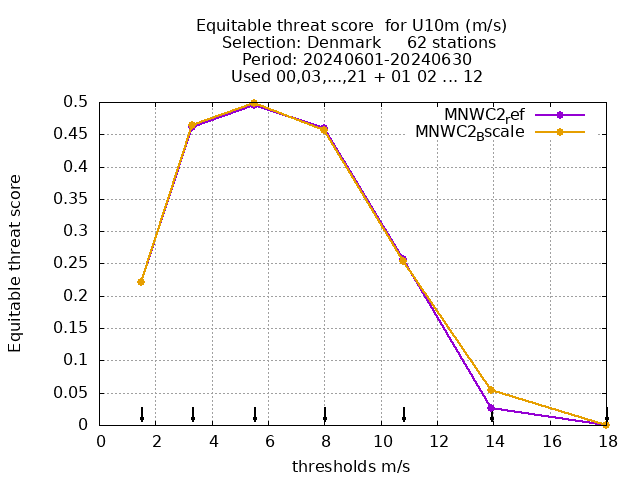 Equitable threat score  for U10m (m/s)
Selection: Denmark     62 stations
Period: 20240601-20240630
Used 00,03,...,21 + 01 02 ... 12
MNWC2_ref
MNWC2_Bscale
0.5
0.45
0.4
0.35
0.3
0.25
0.2
0.15
0.1
0.05
0
Equitable threat score
0 2 4 6 8 10 12 14 16 18
thresholds m/s